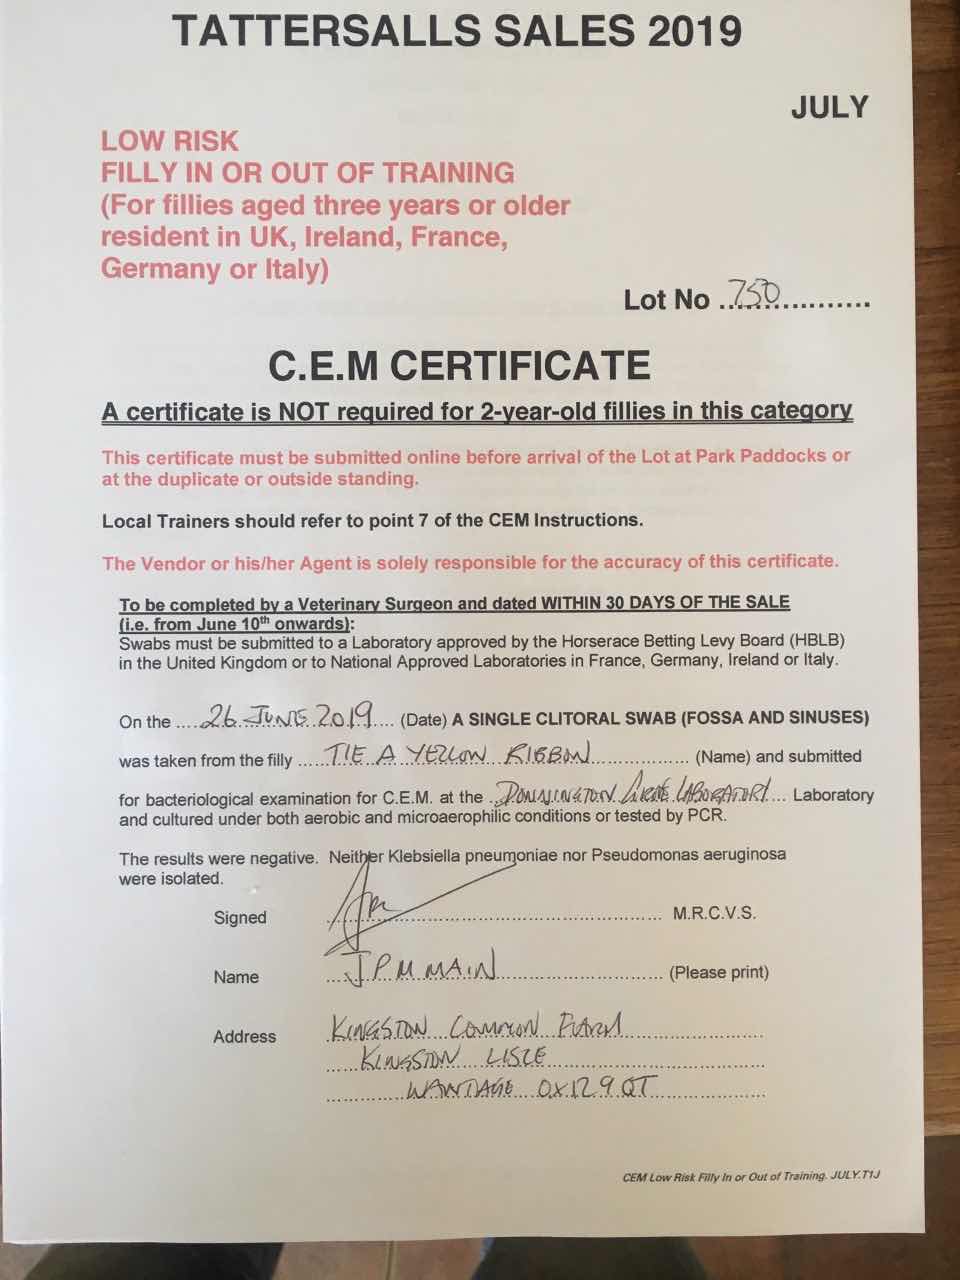 TATTERSALLS SALES 2019
JULY
LOW RISK
FILLY IN OR OUT OF TRAINING
(For fillies aged three years or older
resident in UK, Ireland, France,
Germany or Italy)
Lot No ..750..............
C.E.M CERTIFICATE
A certificate is NOT required for 2-year-old fillies in this category
This certificate must be submitted online before arrival of the Lot at Park Paddocks or
at the duplicate or outside standing.
Local Trainers should refer to point 7 of the CEM Instructions.
The Vendor or his/her Agent is solely responsible for the accuracy of this certificate.
To be completed by a Veterinary Surgeon and dated WITHIN 30 DAYS OF THE SALE
(i.e. from June 10th onwards):
Swabs must be submitted to a Laboratory approved by the Horserace Betting Levy Board (HBLB)
in the United Kingdom or to National Approved Laboratories in France, Germany, Ireland or Italy.
On the ....26 JUNE 2019.... (Date) A SINGLE CLITORAL SWAB (FOSSA AND SINUSES)
was taken from the filly ......TIE A YELLOW RIBBON.................... (Name) and submitted
for bacteriological examination for C.E.M. at the ..DONNINGTON GROVE LABORATORY.... Laboratory
and cultured under both aerobic and microaerophilic conditions or tested by PCR.
The results were negative. Neither Klebsiella pneumoniae nor Pseudomonas aeruginosa
were isolated.
Signed ............................................................ M.R.C.V.S.
Name ....J P M MAIN................................... (Please print)
Address KINGSTON COMMON FARM
KINGSTON LISLE
WANTAGE OX12 9QT
CEM Low Risk Filly In or Out of Training. JULY.T1J